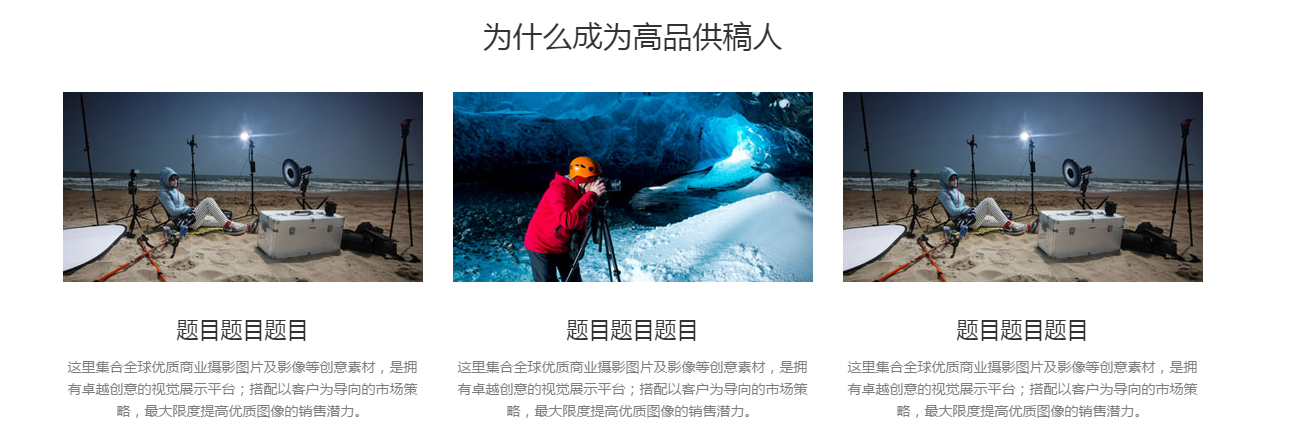 为什么成为高品供稿人
题目题目题目
这里集合全球优质商业摄影图片及影像等创意素材，是拥
有卓越创意的视觉展示平台；搭配以客户为导向的市场策
略，最大限度提高优质图像的销售潜力。
题目题目题目
这里集合全球优质商业摄影图片及影像等创意素材，是拥
有卓越创意的视觉展示平台；搭配以客户为导向的市场策
略，最大限度提高优质图像的销售潜力。
题目题目题目
这里集合全球优质商业摄影图片及影像等创意素材，是拥
有卓越创意的视觉展示平台；搭配以客户为导向的市场策
略，最大限度提高优质图像的销售潜力。